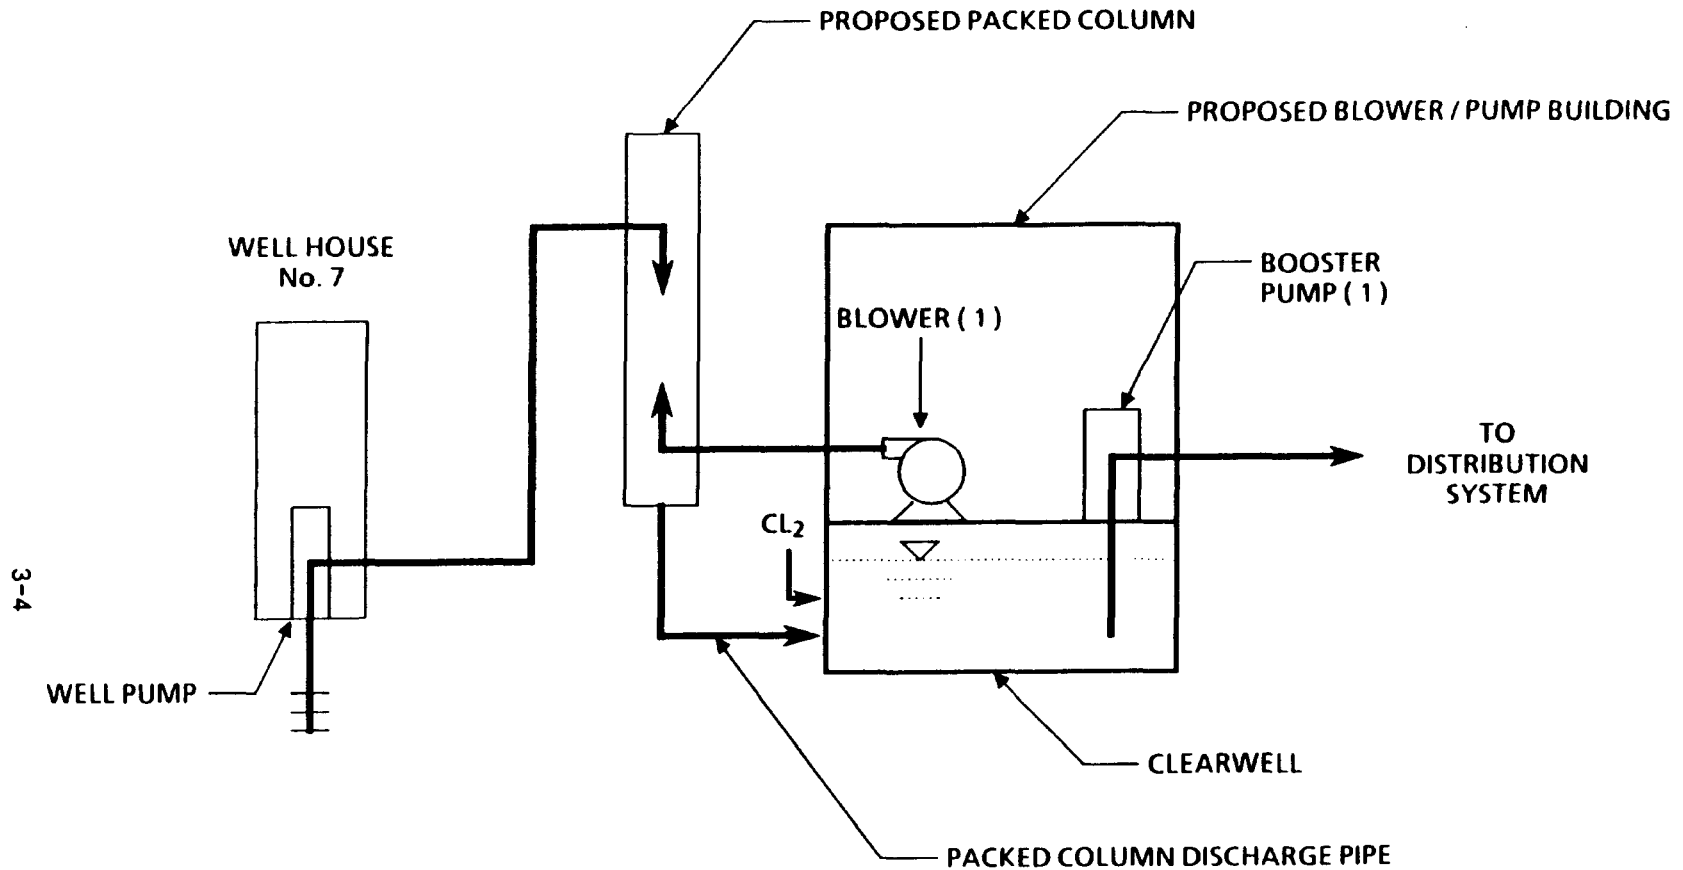 PROPOSED PACKED COLUMN
PROPOSED BLOWER / PUMP BUILDING
WELL HOUSE
No. 7
BOOSTER
PUMP ( 1 )
BLOWER ( 1 )
TO
DISTRIBUTION
SYSTEM
CL2
3-4
WELL PUMP
CLEARWELL
PACKED COLUMN DISCHARGE PIPE